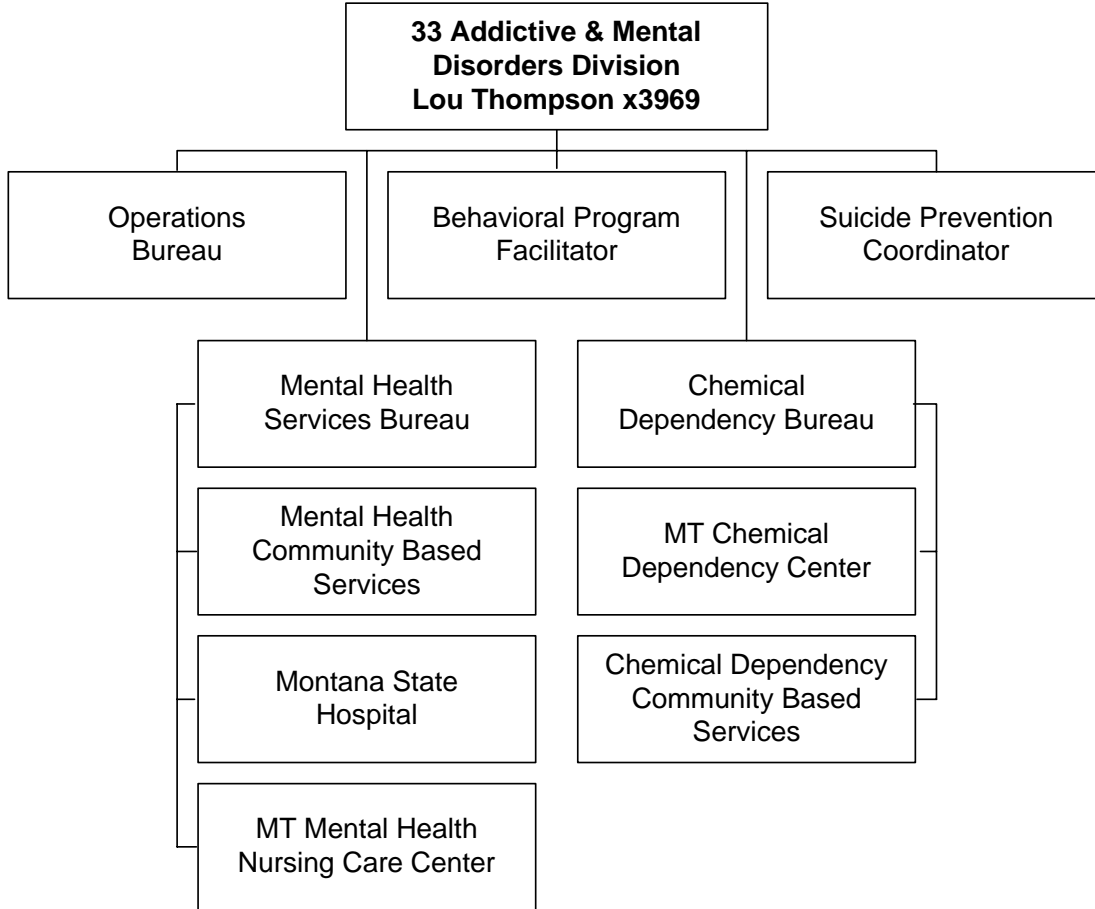 33 Addictive & Mental
Disorders Division
Lou Thompson x3969
Operations
Bureau
Behavioral Program
Facilitator
Suicide Prevention
Coordinator
Mental Health
Services Bureau
Mental Health
Community Based
Services
Montana State
Hospital
MT Mental Health
Nursing Care Center
Chemical
Dependency Bureau
MT Chemical
Dependency Center
Chemical Dependency
Community Based
Services